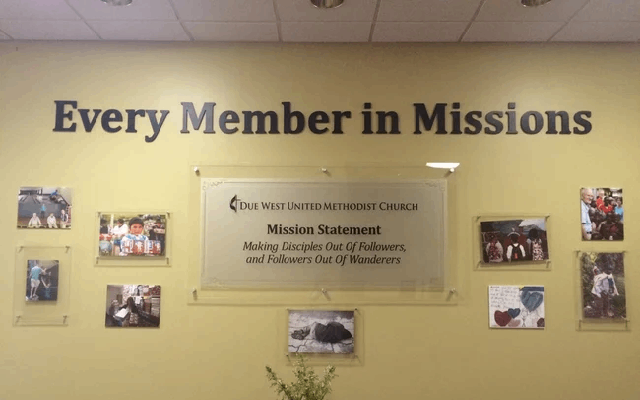 Every Member in Missions
Due West United Methodist Church
Mission Statement
Making Disciples Out Of Followers,
and Followers Out Of Wanderers